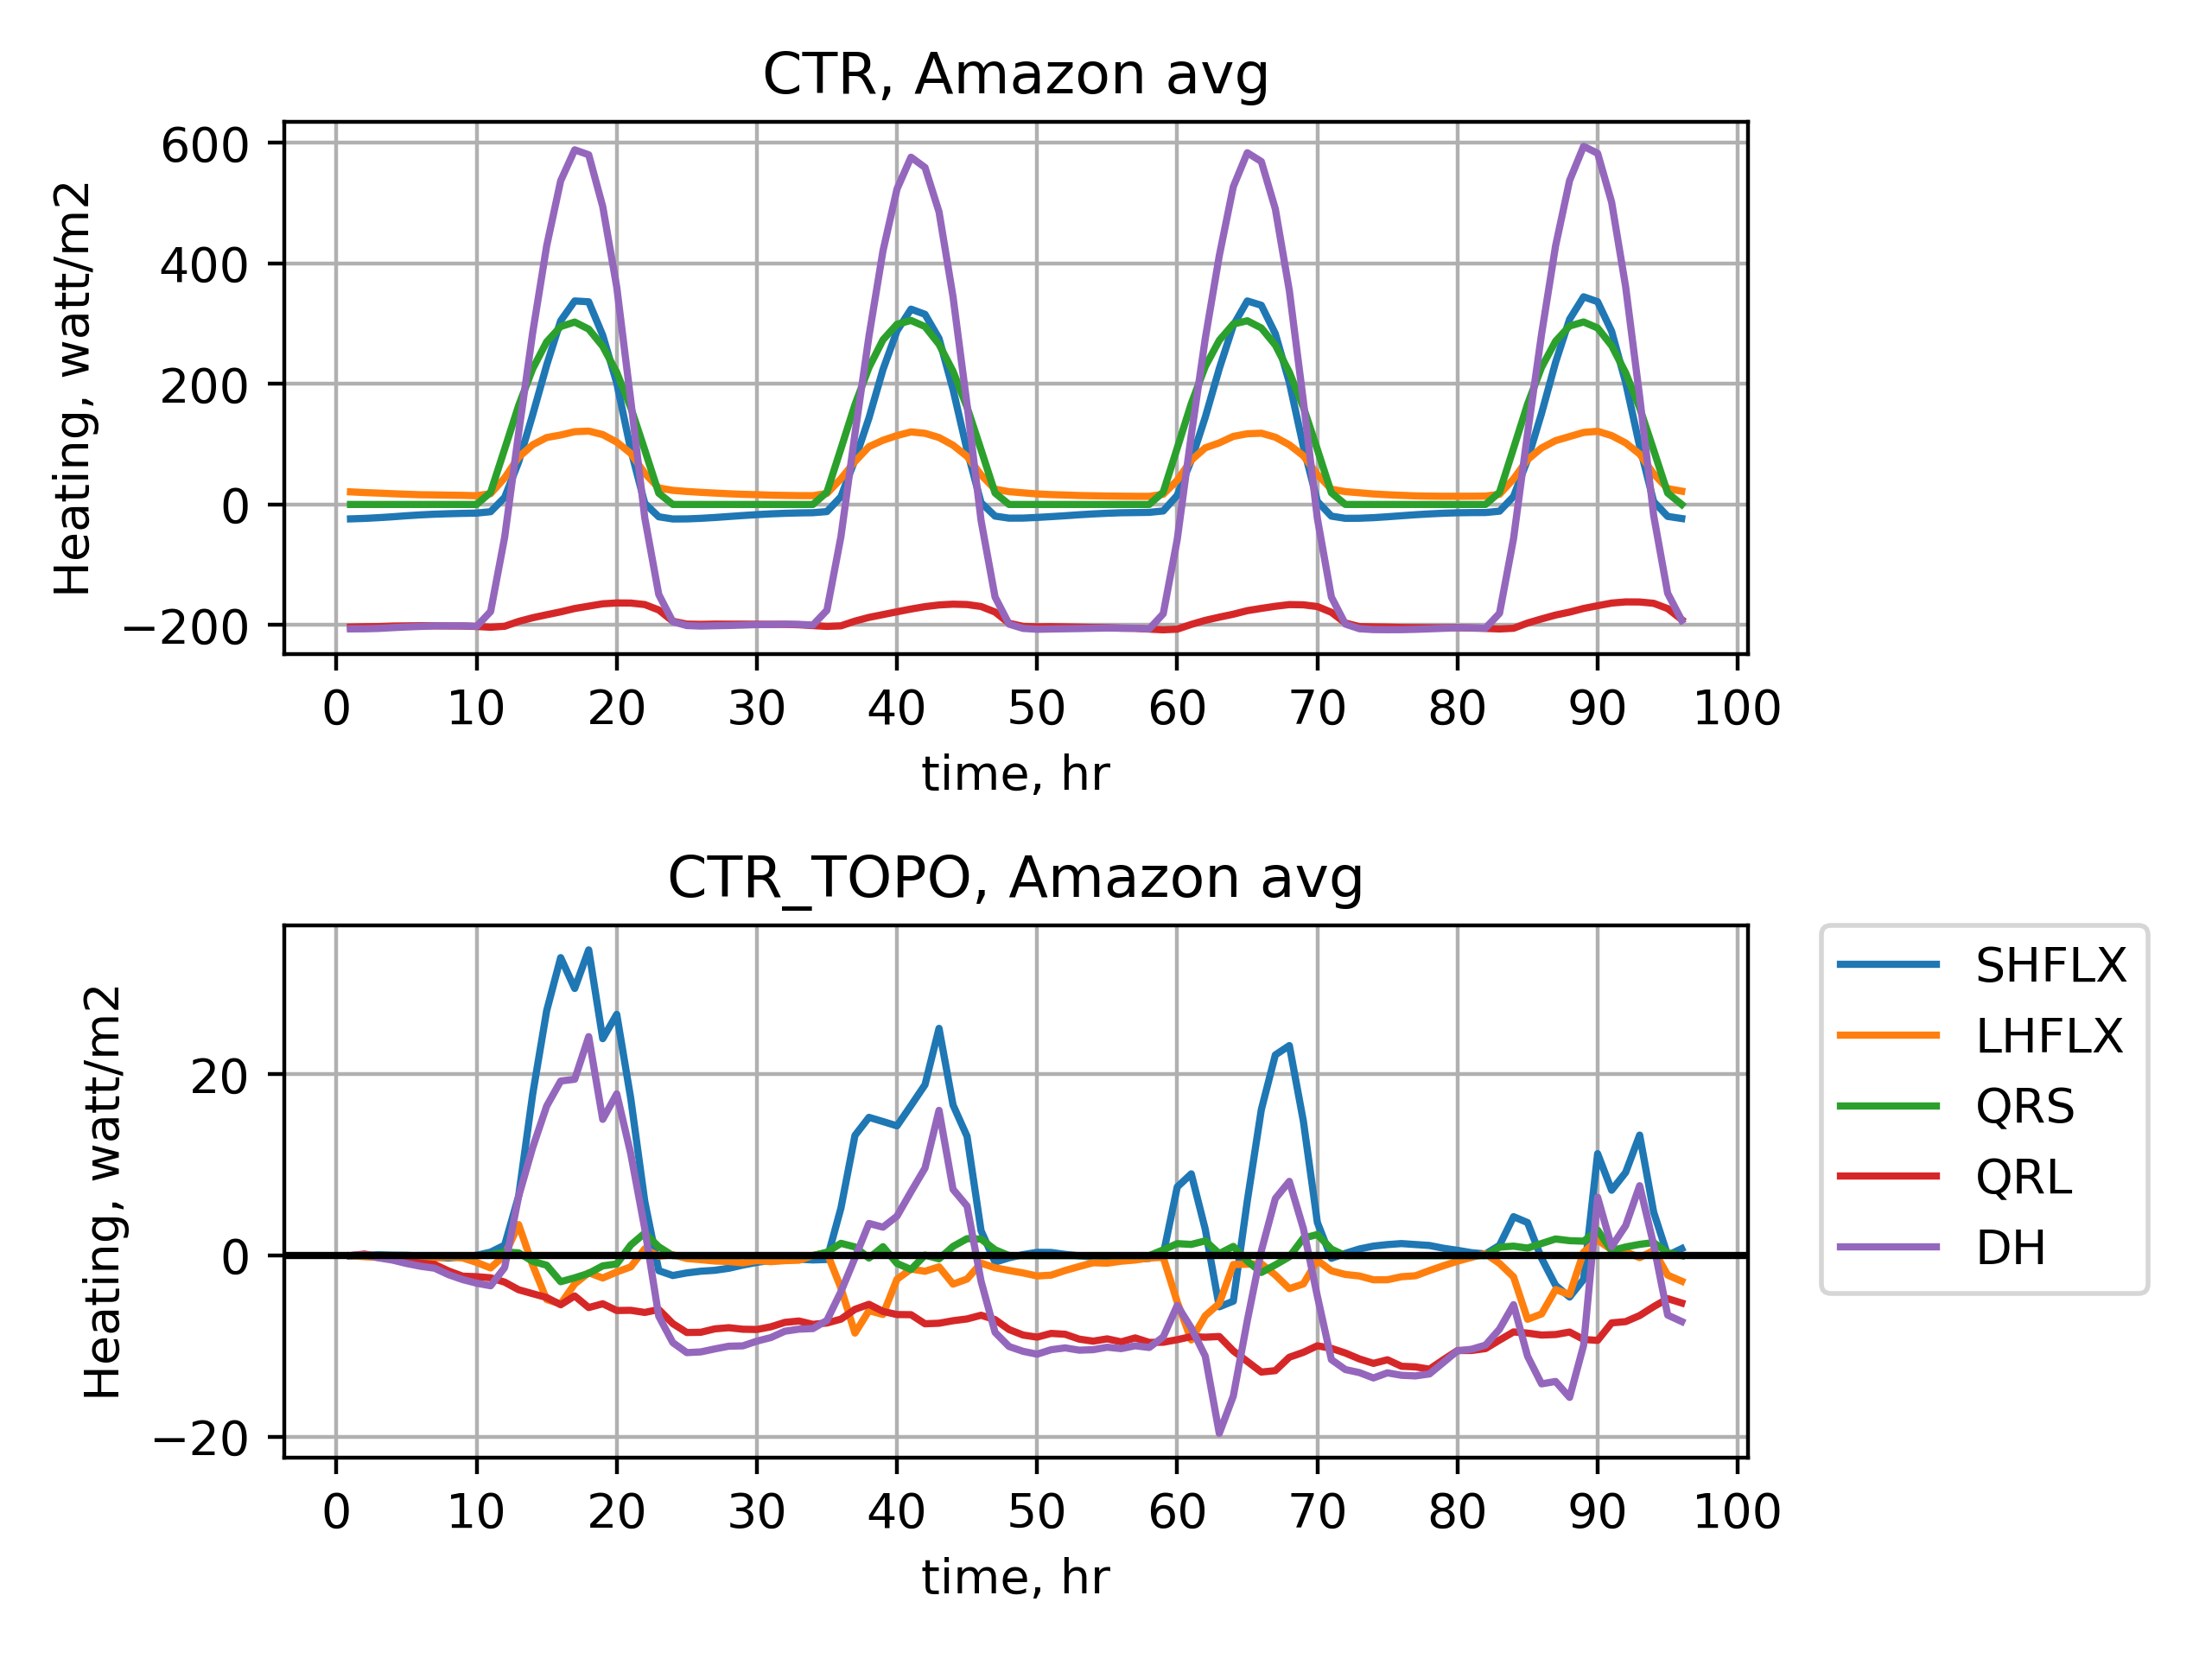 CTR, Amazon avg
Heating, watt/m2
600
400
200
0
−200
0 10 20 30 40 50 60 70 80 90 100
time, hr
CTR_TOPO, Amazon avg
Heating, watt/m2
20
0
−20
0 10 20 30 40 50 60 70 80 90 100
time, hr
SHFLX
LHFLX
QRS
QRL
DH